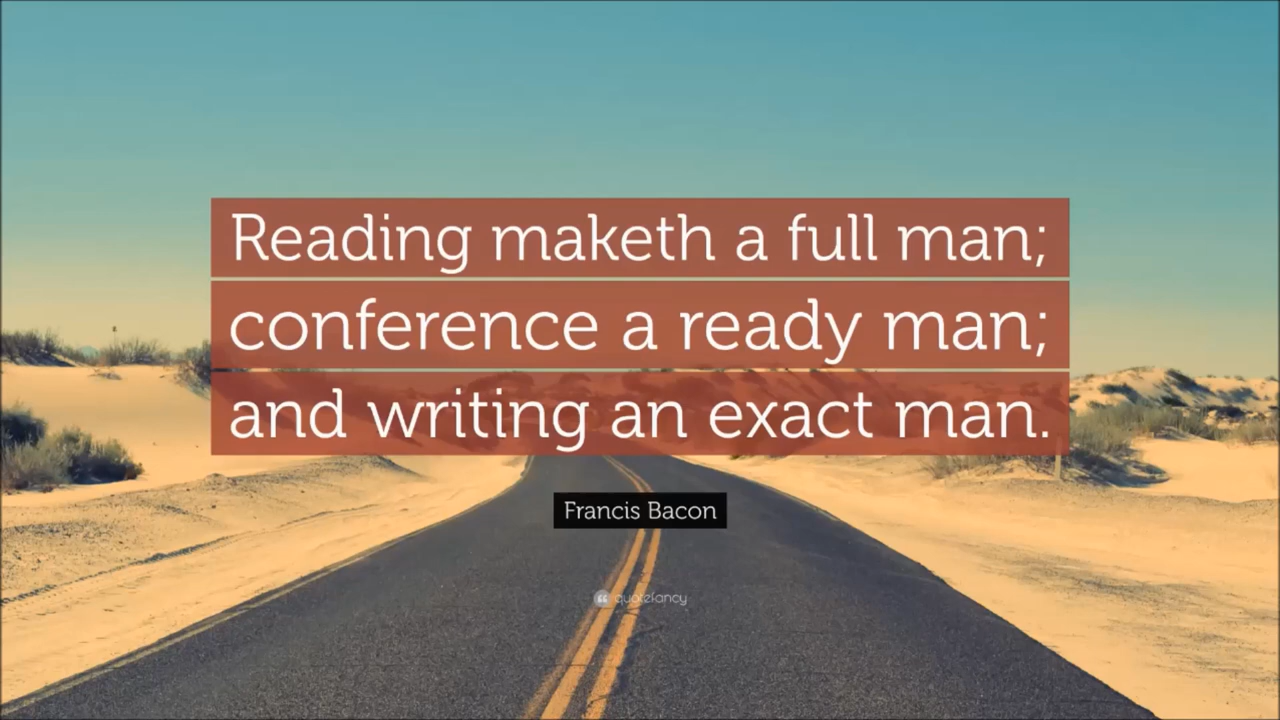 Reading maketh a full man;
conference a ready man;
and writing an exact man.
Francis Bacon
quotefancy